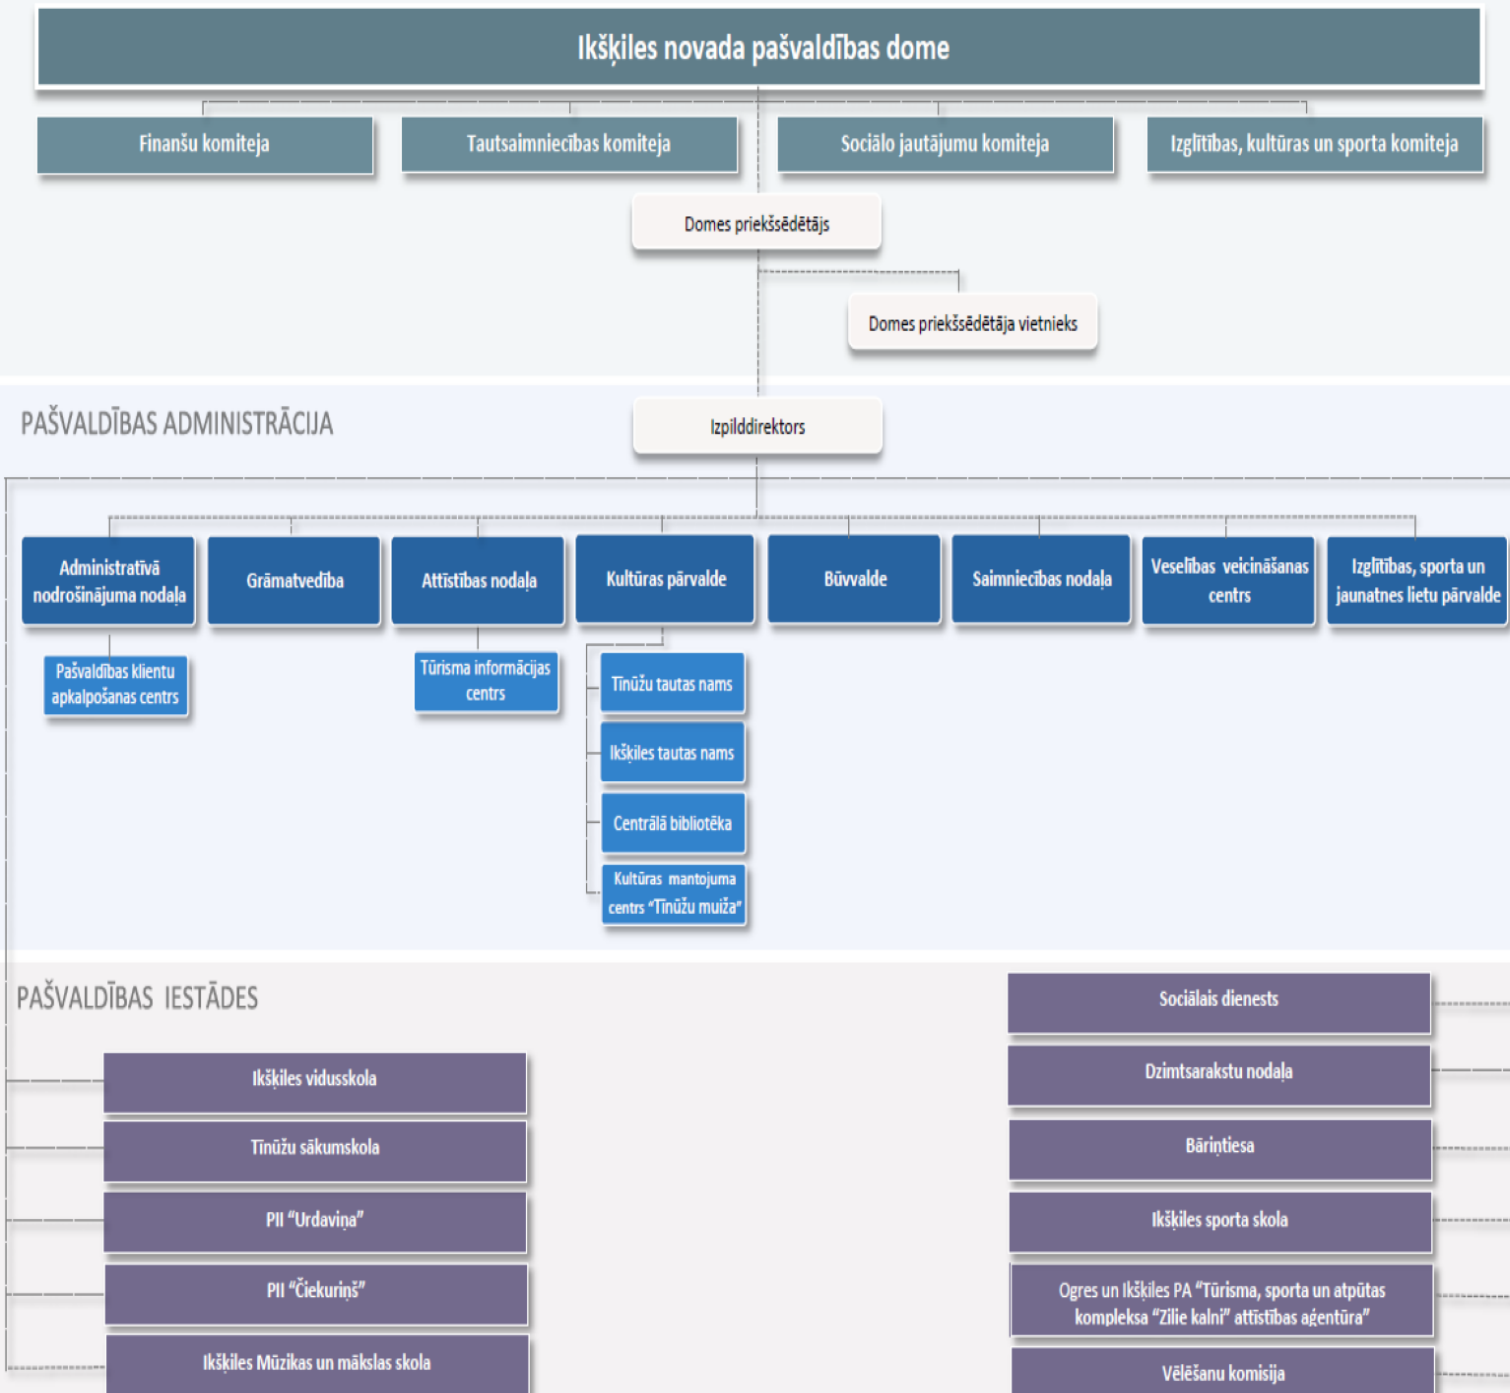 Ikšķiles novada pašvaldības dome
Finanšu komiteja
Tautsaimniecības komiteja
Sociālo jautājumu komiteja
Izglītības, kultūras un sporta komiteja
Domes priekšsēdētājs
Domes priekšsēdētāja vietnieks
PAŠVALDĪBAS ADMINISTRĀCIJA
Izpilddirektors
Administratīvā
nodrošinājuma nodaļa
Grāmatvedība
Attīstības nodaļa
Kultūras pārvalde
Būvvalde
Saimniecības nodaļa
Veselības veicināšanas
centrs
Izglītības, sporta un
jaunatnes lietu pārvalde
Pašvaldības klientu
apkalpošanas centrs
Tūrisma informācijas
centrs
Tīnūžu tautas nams
Ikšķiles tautas nams
Centrālā bibliotēka
Kultūras mantojuma
centrs “Tīnūžu muiža”
PAŠVALDĪBAS IESTĀDES
Ikšķiles vidusskola
Tīnūžu sākumskola
PII “Urdaviņa”
PII “Čiekuriņš”
Ikšķiles Mūzikas un mākslas skola
Sociālais dienests
Dzimtsarakstu nodaļa
Bāriņtiesa
Ikšķiles sporta skola
Ogres un Ikšķiles PA “Tūrisma, sporta un atpūtas
kompleksa “Zilie kalni” attīstības aģentūra”
Vēlēšanu komisija